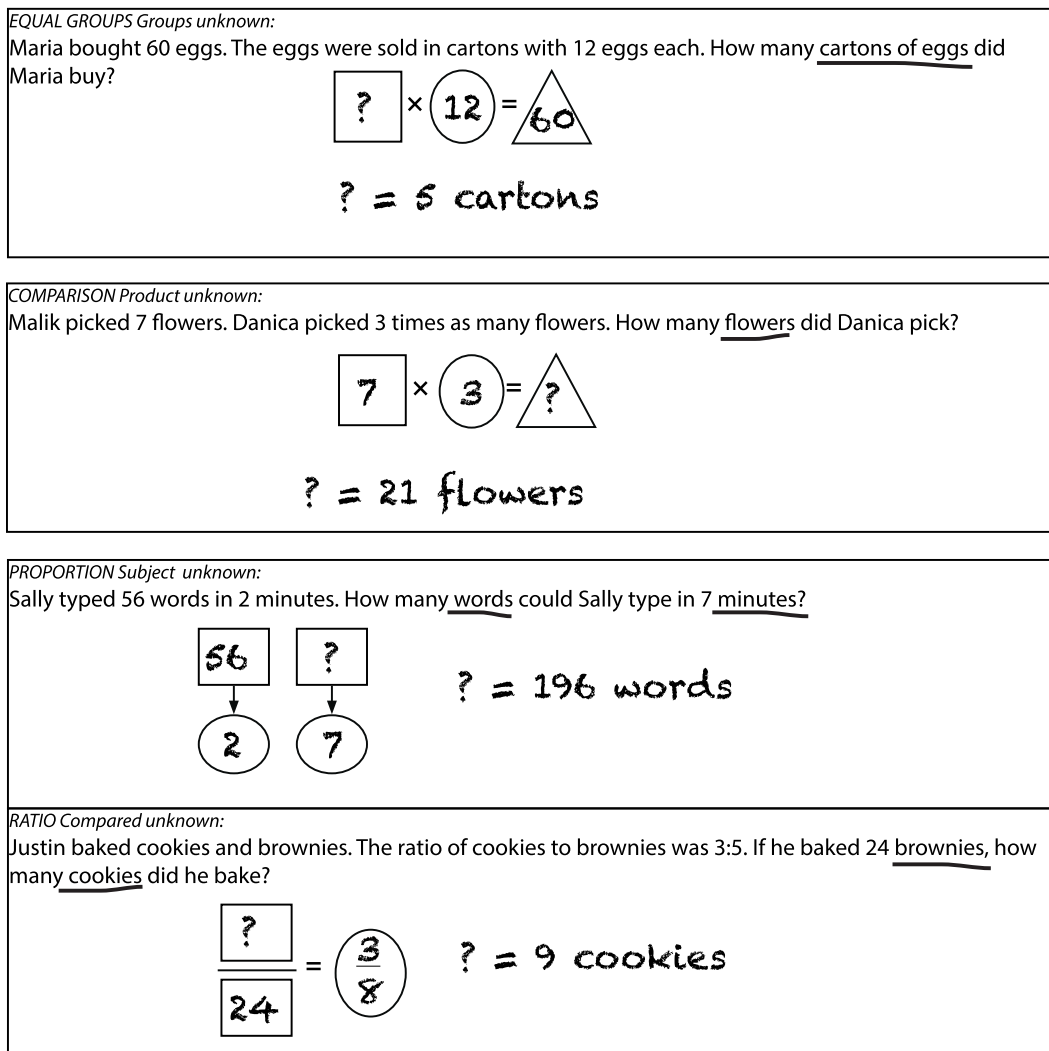 EQUAL GROUPS Groups unknown:
Maria bought 60 eggs. The eggs were sold in cartons with 12 eggs each. How many cartons of eggs did
Maria buy?
? × 12 = 60
? = 5 cartons
COMPARISON Product unknown:
Malik picked 7 flowers. Danica picked 3 times as many flowers. How many flowers did Danica pick?
7 × 3 = ?
? = 21 flowers
PROPORTION Subject unknown:
Sally typed 56 words in 2 minutes. How many words could Sally type in 7 minutes?
56 ?
? = 196 words
2 7
RATIO Compared unknown:
Justin baked cookies and brownies. The ratio of cookies to brownies was 3:5. If he baked 24 brownies, how
many cookies did he bake?
?
24
=
3
8
? = 9 cookies